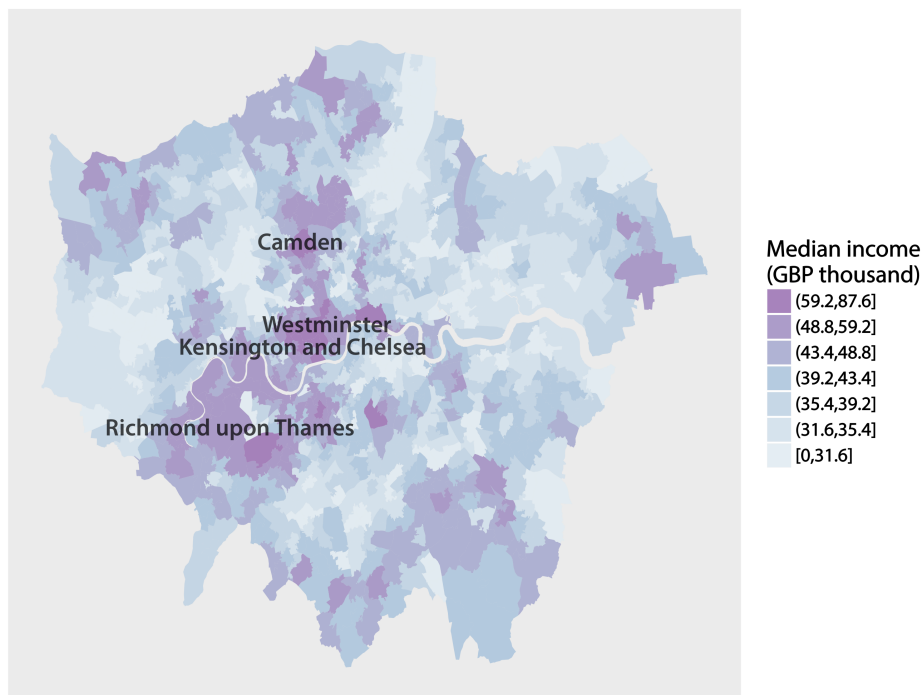 Camden
Westminster
Kensington and Chelsea
Richmond upon Thames
Median income
(GBP thousand)
(59.2,87.6]
(48.8,59.2]
(43.4,48.8]
(39.2,43.4]
(35.4,39.2]
(31.6,35.4]
[0,31.6]